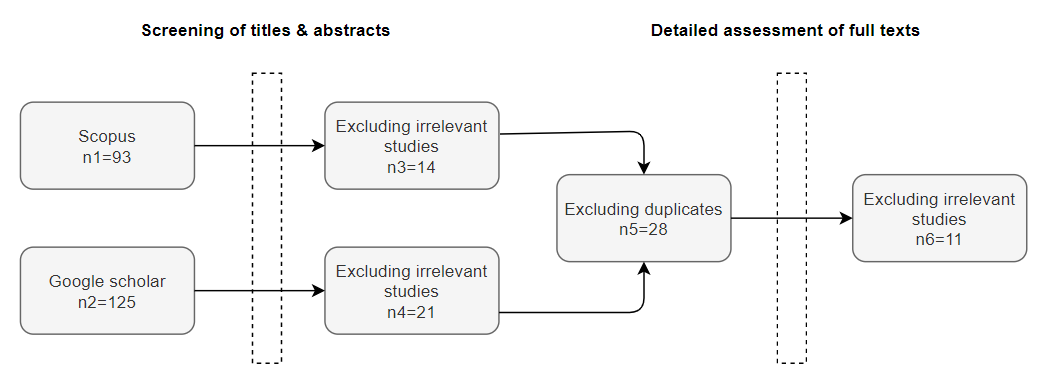 Screening of titles & abstracts
Detailed assessment of full texts
Scopus
n1=93
Excluding irrelevant
studies
n3=14
Excluding duplicates
n5=28
Excluding irrelevant
studies
n6=11
Google scholar
n2=125
Excluding irrelevant
studies
n4=21